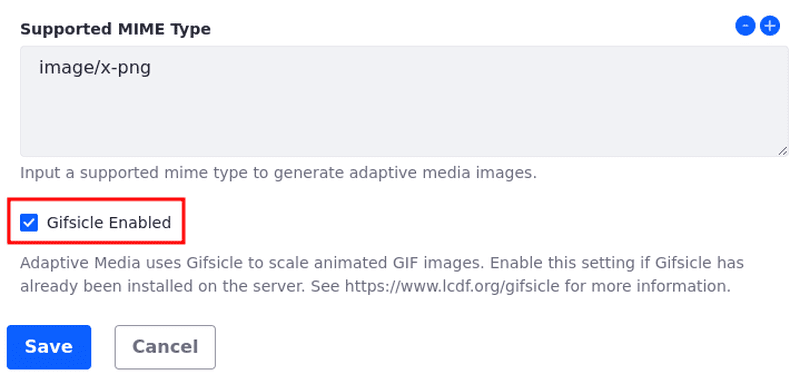 Supported MIME Type - +
image/x-png
Input a supported mime type to generate adaptive media images.
Gifsicle Enabled
Adaptive Media uses Gifsicle to scale animated GIF images. Enable this setting if Gifsicle has
already been installed on the server. See https://www.lcdf.org/gifsicle for more information.
Save Cancel